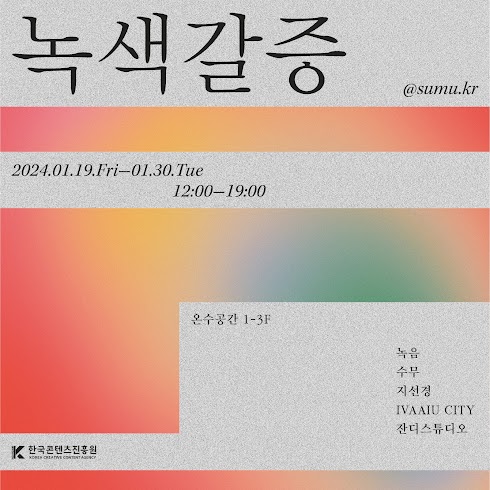 녹색갈증
@sumu.kr
2024.01.19.Fri—01.30.Tue
12:00—19:00
온수공간 1-3F
녹음
수무
지선경
IVAAIU CITY
잔디스튜디오
한국콘텐츠진흥원
KOREA CREATIVE CONTENT AGENCY